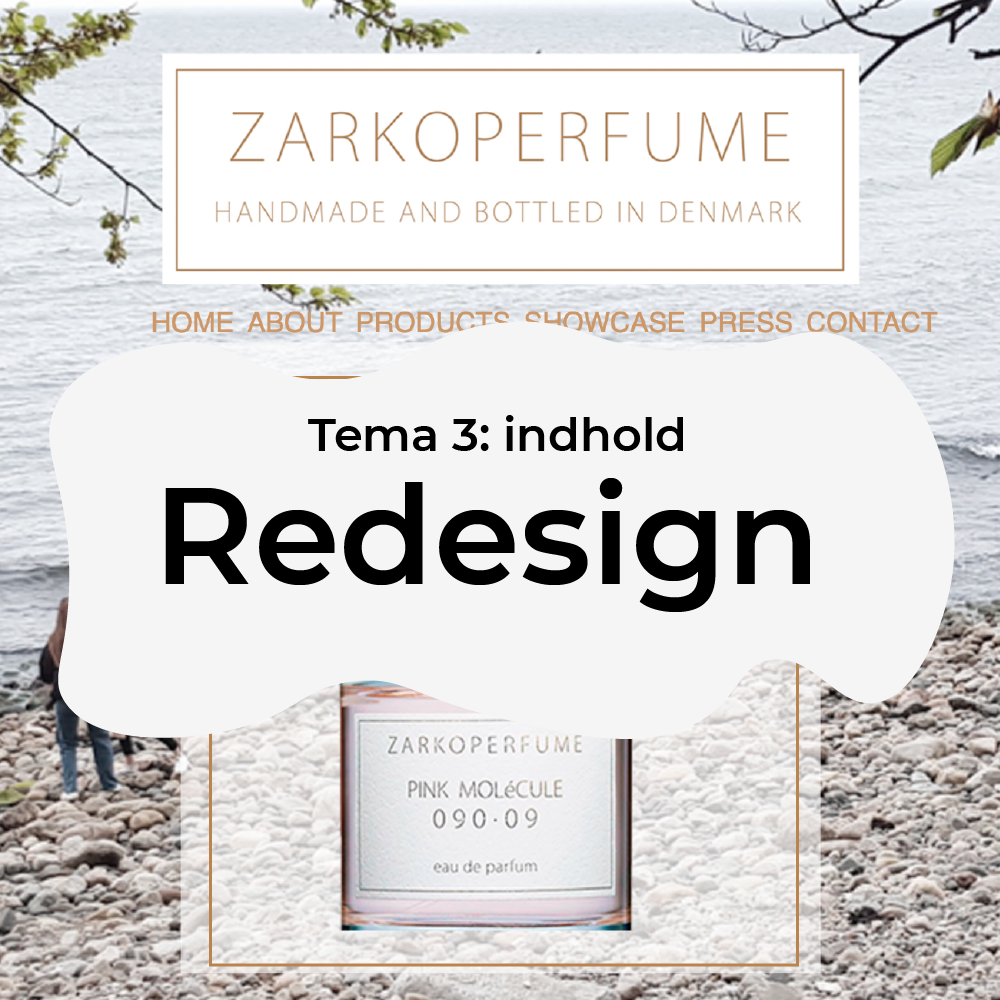 ZARKOPERFUME
HANDMADE AND BOTTLED IN DENMARK
HOME ABOUT PRODUCTS SHOWCASE PRESS CONTACT
Tema 3: indhold
Redesign
ZARKOPERFUME
PINK MOLéCULE
090·09
eau de parfum